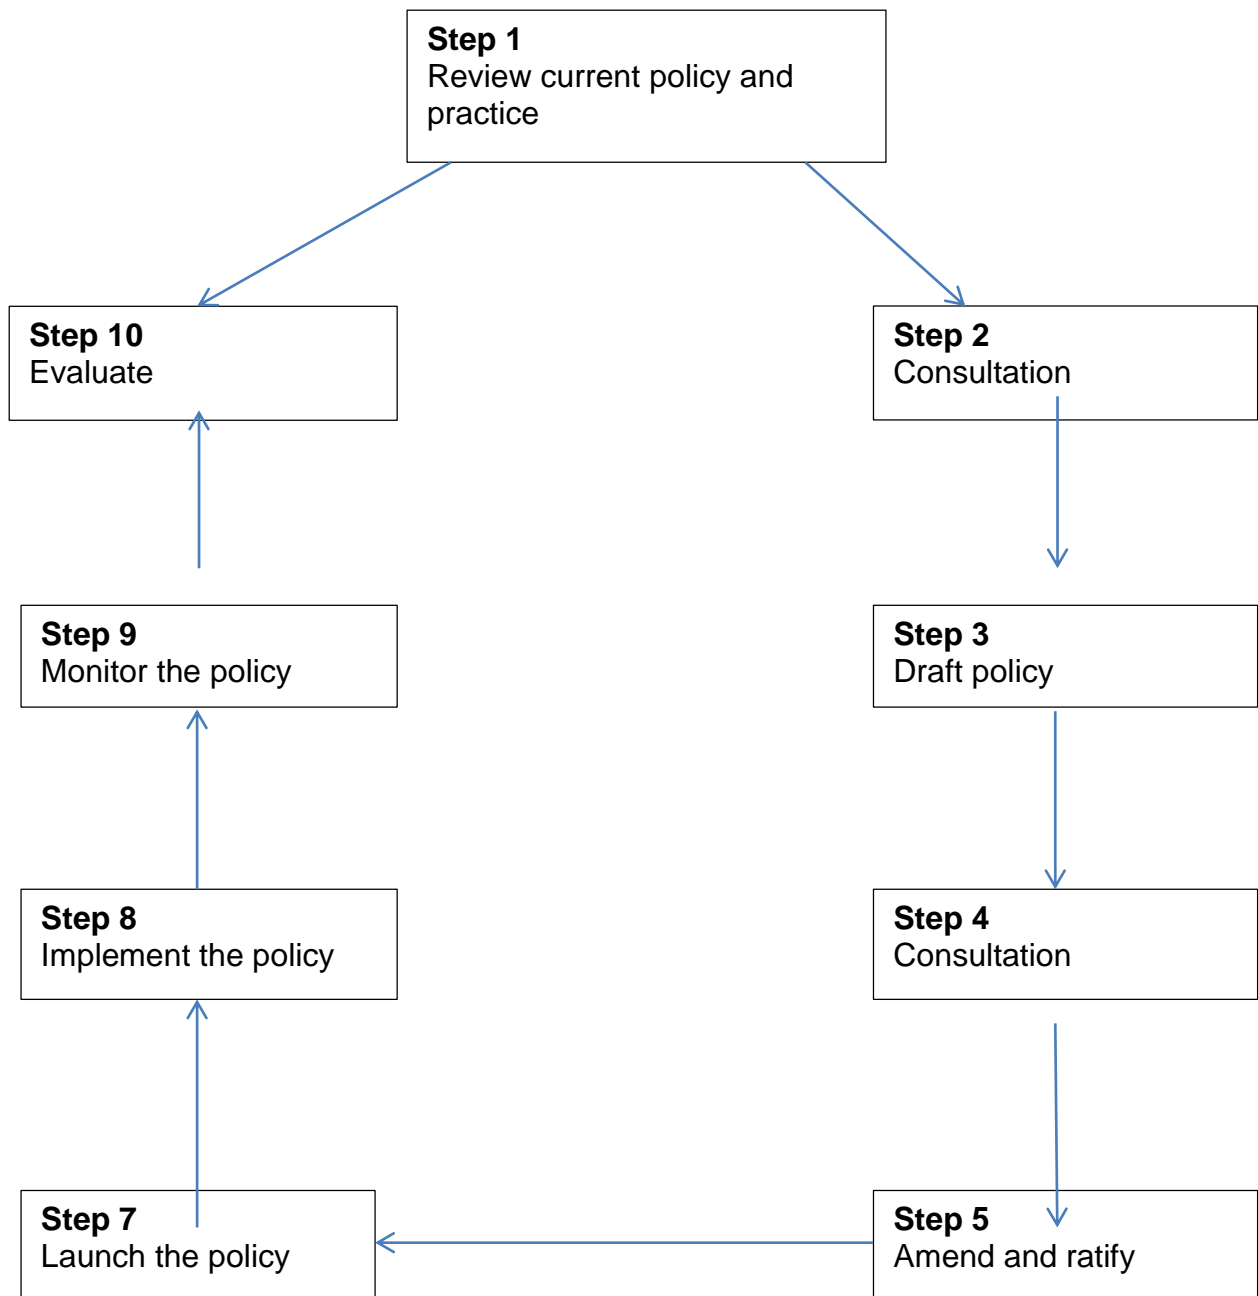 Step 1
Review current policy and
practice
Step 10
Evaluate
Step 2
Consultation
Step 9
Monitor the policy
Step 3
Draft policy
Step 8
Implement the policy
Step 4
Consultation
Step 7
Launch the policy
Step 5
Amend and ratify